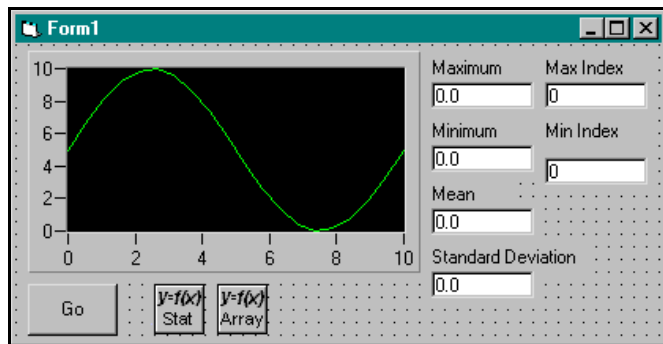 Form1
10
8
6
4
2
0
0 2 4 6 8 10
Maximum Max Index
0.0 0
Minimum Min Index
0.0 0
Mean
0.0
Standard Deviation
0.0
Go
y=f(x) y=f(x)
Stat Array